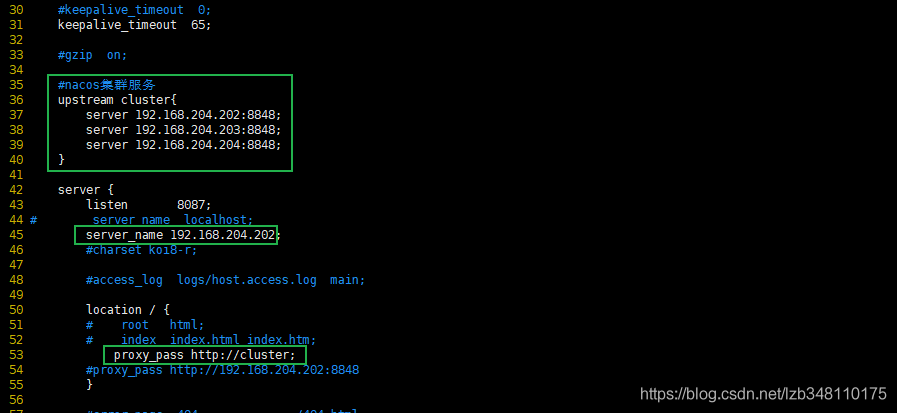 30 #keepalive_timeout 0;
31 keepalive_timeout 65;
32
33 #gzip on;
34
35 #nacos集群服务
36 upstream cluster{
37 server 192.168.204.202:8848;
38 server 192.168.204.203:8848;
39 server 192.168.204.204:8848;
40 }
41
42 server {
43 listen 8087;
44 # server_name localhost;
45 server_name 192.168.204.202;
46 #charset koi8-r;
47
48 #access_log logs/host.access.log main;
49
50 location / {
51 # root html;
52 # index index.html index.htm;
53 proxy_pass http://cluster;
54 #proxy_pass http://192.168.204.202:8848
55 }
56
https://blog.csdn.net/lzb348110175